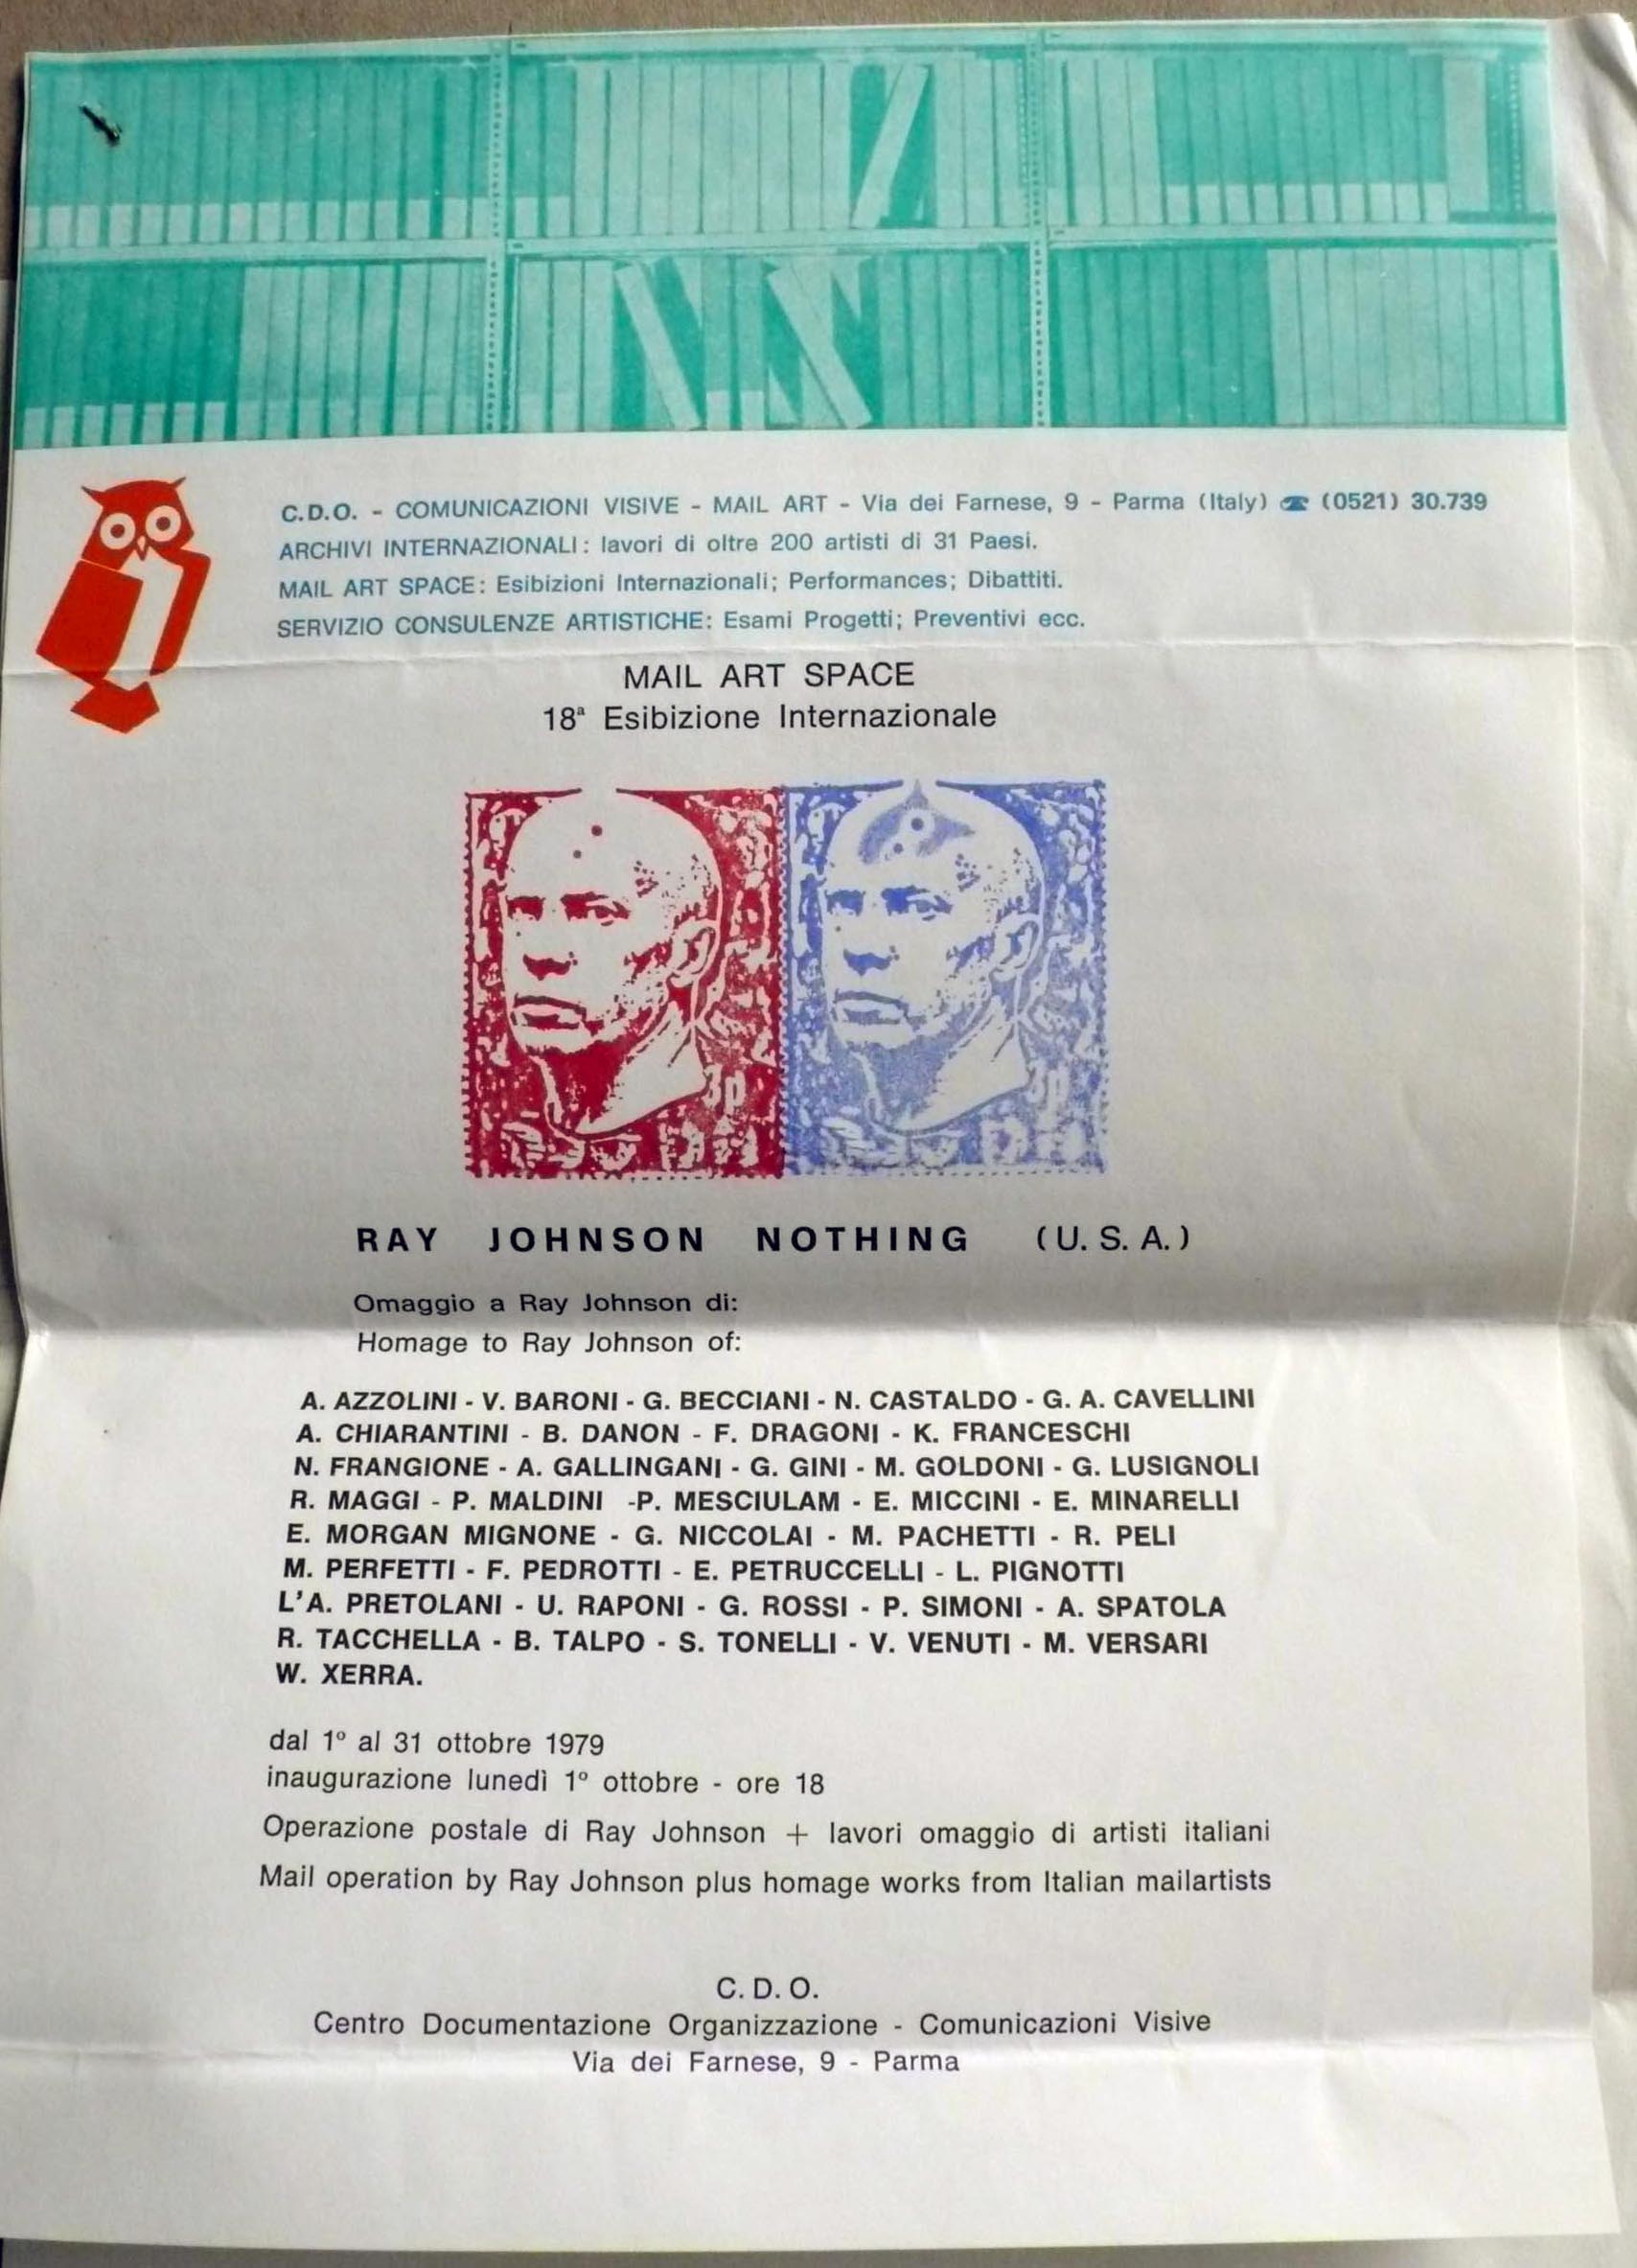 C.D.O. - COMUNICAZIONI VISIVE - MAIL ART - Via dei Farnese, 9 - Parma (Italy) ☎ (0521) 30.739
ARCHIVI INTERNAZIONALI: lavori di oltre 200 artisti di 31 Paesi.
MAIL ART SPACE: Esibizioni Internazionali; Performances; Dibattiti.
SERVIZIO CONSULENZE ARTISTICHE: Esami Progetti; Preventivi ecc.
MAIL ART SPACE
18ª Esibizione Internazionale
RAY JOHNSON NOTHING (U. S. A.)
Omaggio a Ray Johnson di:
Homage to Ray Johnson of:
A. AZZOLINI - V. BARONI - G. BECCIANI - N. CASTALDO - G. A. CAVELLINI
A. CHIARANTINI - B. DANON - F. DRAGONI - K. FRANCESCHI
N. FRANGIONE - A. GALLINGANI - G. GINI - M. GOLDONI - G. LUSIGNOLI
R. MAGGI - P. MALDINI -P. MESCIULAM - E. MICCINI - E. MINARELLI
E. MORGAN MIGNONE - G. NICCOLAI - M. PACHETTI - R. PELI
M. PERFETTI - F. PEDROTTI - E. PETRUCCELLI - L. PIGNOTTI
L'A. PRETOLANI - U. RAPONI - G. ROSSI - P. SIMONI - A. SPATOLA
R. TACCHELLA - B. TALPO - S. TONELLI - V. VENUTI - M. VERSARI
W. XERRA.
dal 1º al 31 ottobre 1979
inaugurazione lunedì 1º ottobre - ore 18
Operazione postale di Ray Johnson + lavori omaggio di artisti italiani
Mail operation by Ray Johnson plus homage works from Italian mailartists
C. D. O.
Centro Documentazione Organizzazione - Comunicazioni Visive
Via dei Farnese, 9 - Parma